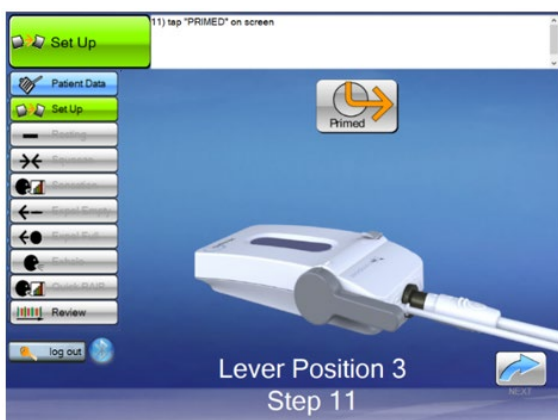 Set Up
11) tap "PRIMED" on screen
Patient Data
Set Up
Resting
Squeeze
Sensation
Expel Empty
Expel Full
Exhale
Quick RAIR
Review
log out
Primed
Lever Position 3
Step 11
NEXT